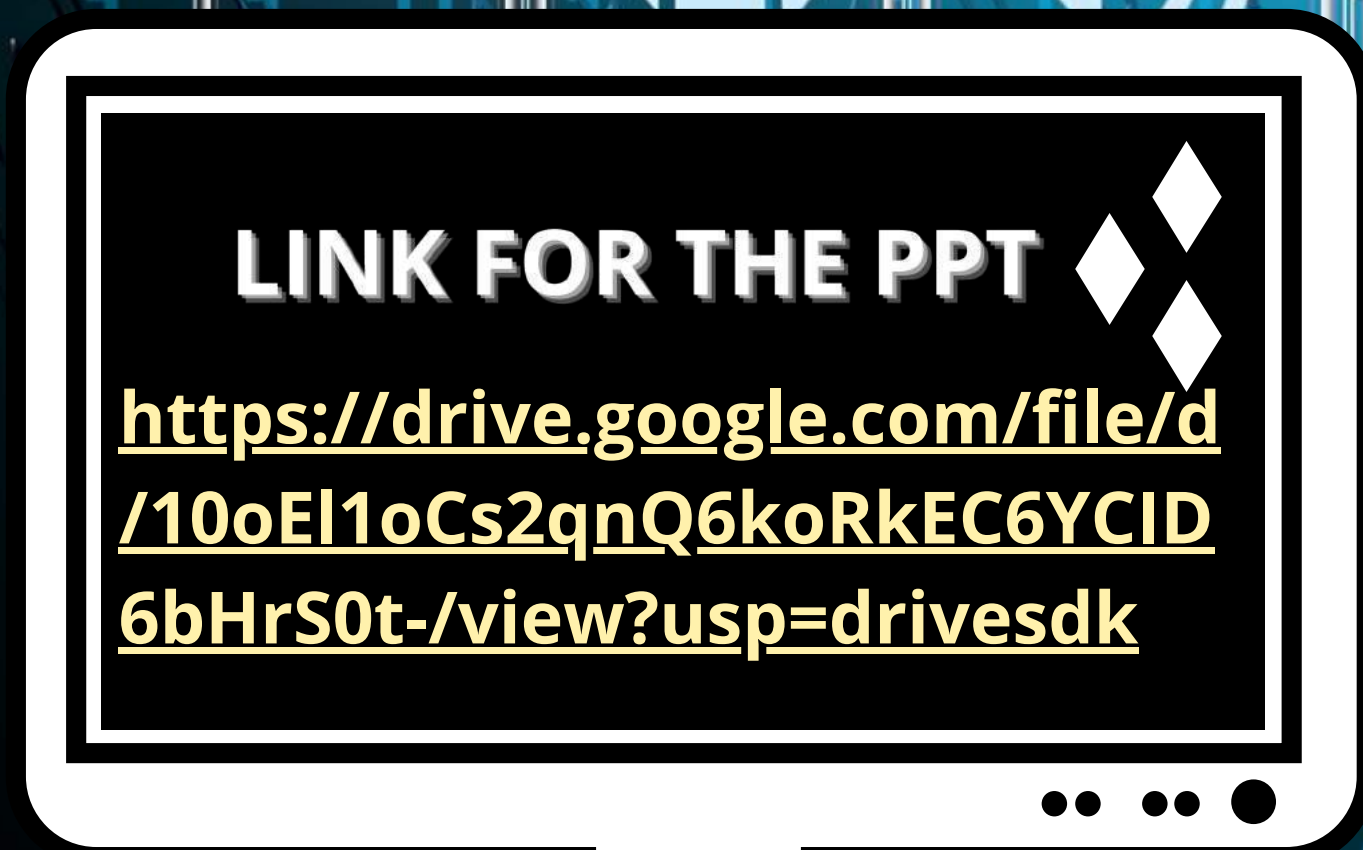 LINK FOR THE PPT
https://drive.google.com/file/d
/10oEl1oCs2qnQ6koRkEC6YCID
6bHrS0t-/view?usp=drivesdk